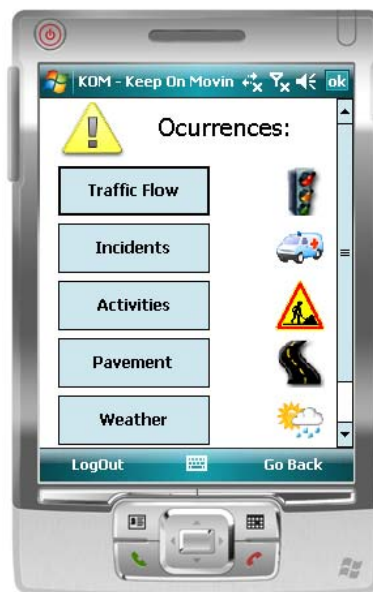 KOM - Keep On Movin
ok
Ocurrences:
Traffic Flow
Incidents
Activities
Pavement
Weather
LogOut
Go Back